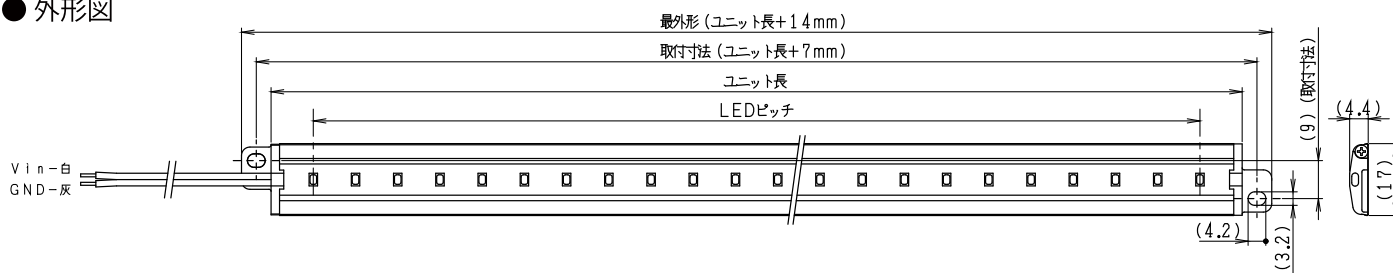 ● 外形図
最外形 (ユニット長+14mm)
取付寸法 (ユニット長+7mm)
ユニット長
LEDピッチ
(9) (取付寸法)
(4.4)
Vin-白
GND-灰
(17)
(4.2)
(3.2)